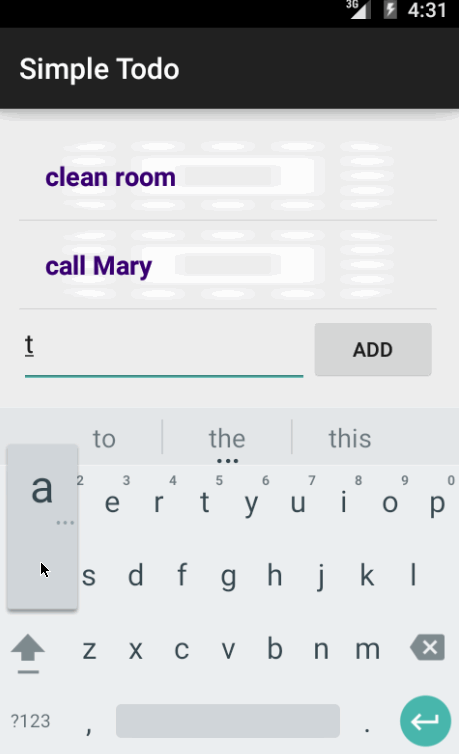 3G 4:31
Simple Todo
clean room
call Mary
t
ADD
to the this
a
2 3 4 5 6 7 8 9 0
e r t y u i o p
s d f g h j k l
z x c v b n m
?123 , .